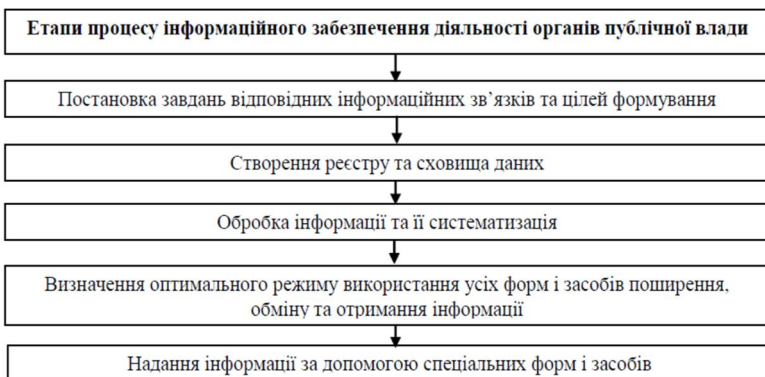 Етапи процесу інформаційного забезпечення діяльності органів публічної влади
Постановка завдань відповідних інформаційних зв’язків та цілей формування
Створення реєстру та сховища даних
Обробка інформації та її систематизація
Визначення оптимального режиму використання усіх форм і засобів поширення,
обміну та отримання інформації
Надання інформації за допомогою спеціальних форм і засобів